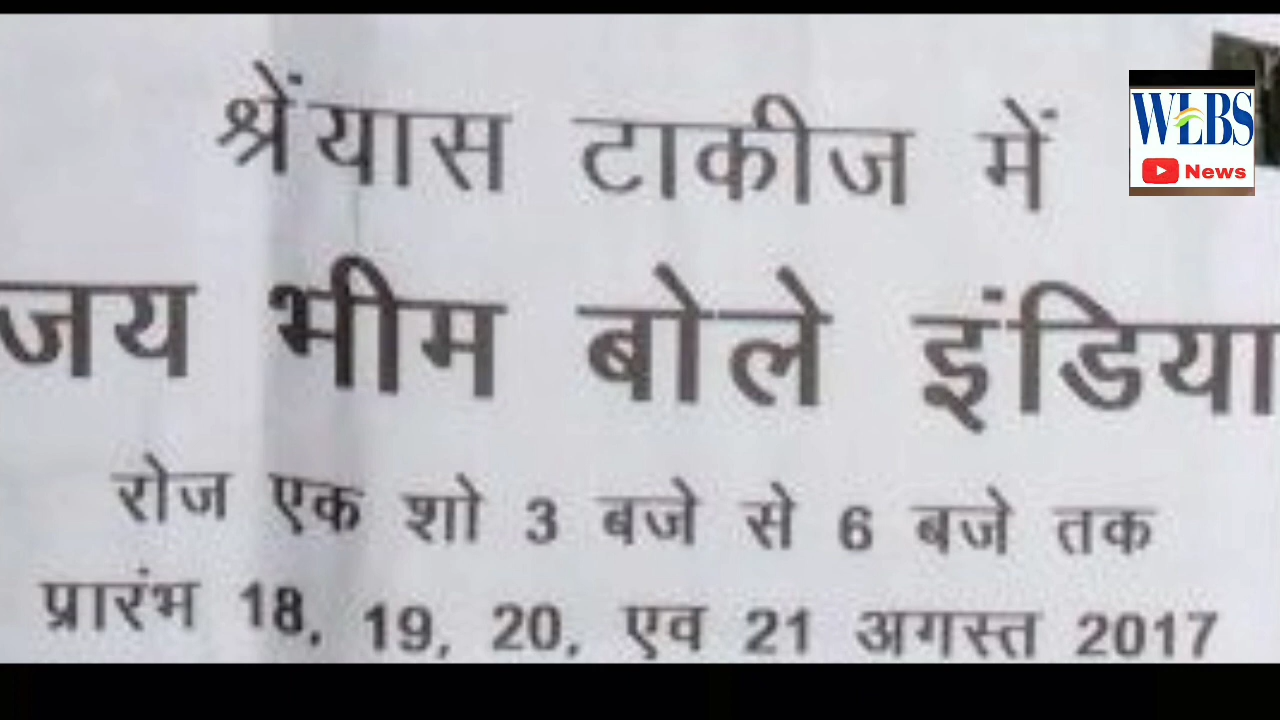 श्रेंयास टाकीज में
जय भीम बोले इंडिया
रोज एक शो 3 बजे से 6 बजे तक
प्रारंभ 18, 19, 20, एव 21 अगस्त 2017
WLBS
News